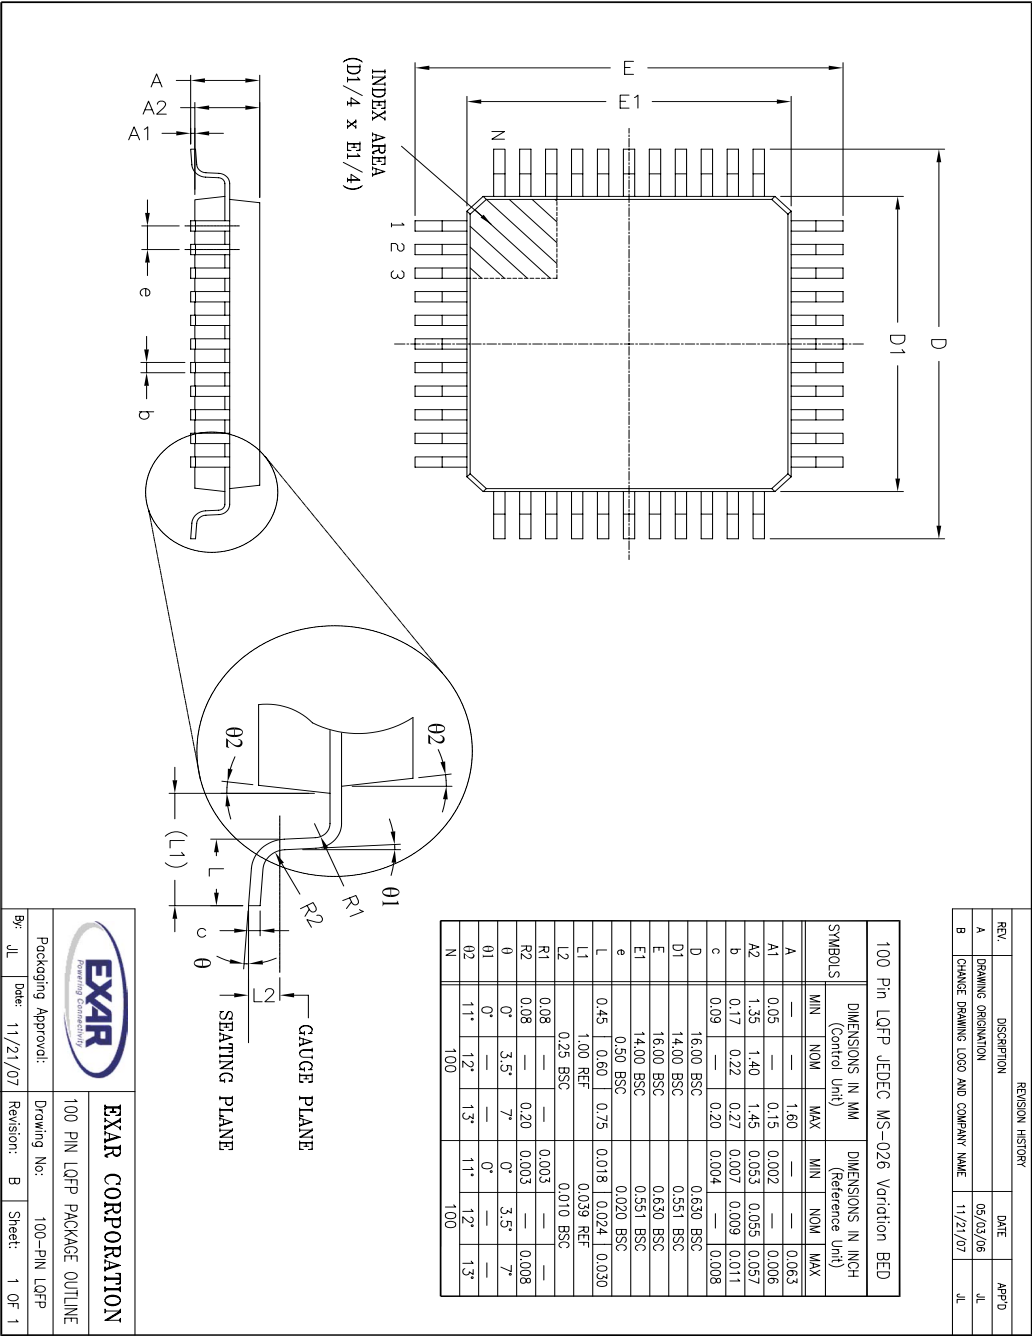 REVISION HISTORY
REV. DISCRIPTION DATE APP'D
A DRAWING ORIGINATION 05/03/06 JL
B CHANGE DRAWING LOGO AND COMPANY NAME 11/21/07 JL
D
D1
E
E1
N
1 2 3
INDEX AREA
(D1/4 x E1/4)
A
A2
A1
e
b
100 Pin LQFP JEDEC MS-026 Variation BED
SYMBOLS
DIMENSIONS IN MM
(Control Unit)
DIMENSIONS IN INCH
(Reference Unit)
MIN NOM MAX MIN NOM MAX
A — — 1.60 — — 0.063
A1 0.05 — 0.15 0.002 — 0.006
A2 1.35 1.40 1.45 0.053 0.055 0.057
b 0.17 0.22 0.27 0.007 0.009 0.011
c 0.09 — 0.20 0.004 — 0.008
D 16.00 BSC 0.630 BSC
D1 14.00 BSC 0.551 BSC
E 16.00 BSC 0.630 BSC
E1 14.00 BSC 0.551 BSC
e 0.50 BSC 0.020 BSC
L 0.45 0.60 0.75 0.018 0.024 0.030
L1 1.00 REF 0.039 REF
L2 0.25 BSC 0.010 BSC
R1 0.08 — — 0.003 — —
R2 0.08 — 0.20 0.003 — 0.008
θ 0° 3.5° 7° 0° 3.5° 7°
θ1 0° — — 0° — —
θ2 11° 12° 13° 11° 12° 13°
N 100 100
θ2
θ2
θ1
R1
R2
L
(L1)
c
θ
L2
GAUGE PLANE
SEATING PLANE
EXAR
Powering Connectivity
EXAR CORPORATION
100 PIN LQFP PACKAGE OUTLINE
Packaging Approval:
Drawing No: 100-PIN LQFP
By: JL Date: 11/21/07 Revision: B Sheet: 1 OF 1